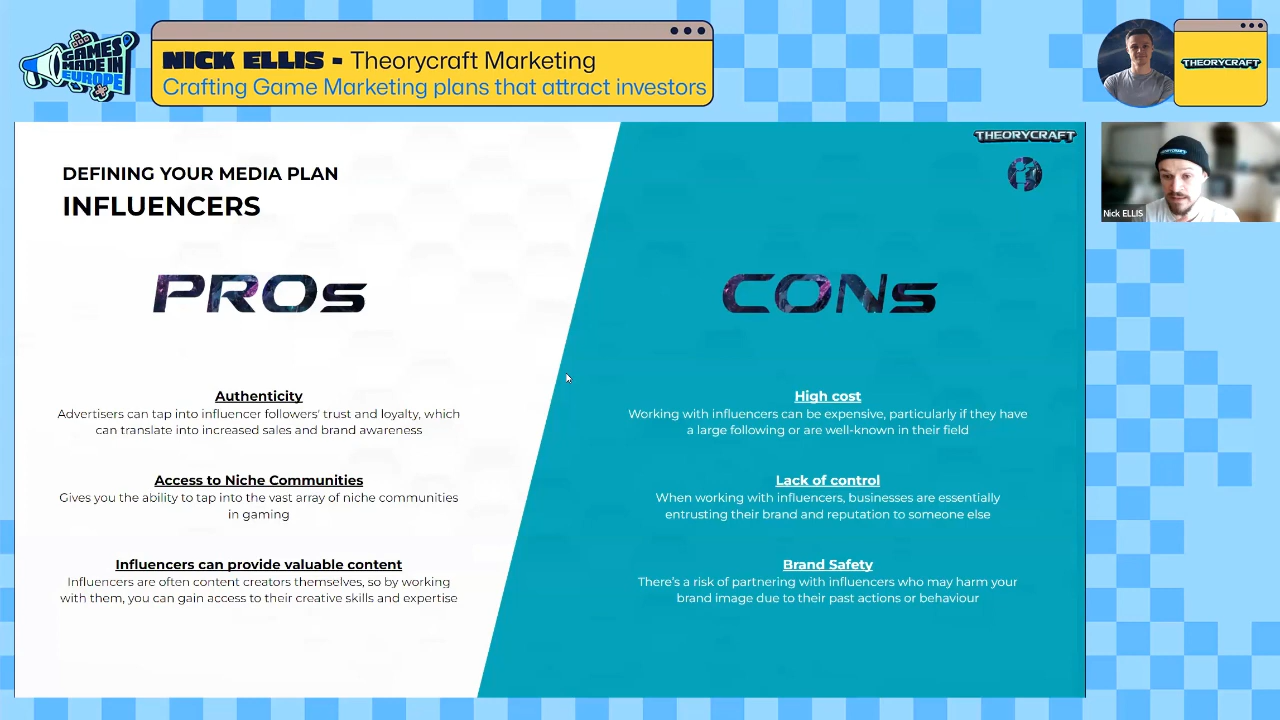 GAMES
MADE IN
EUROPE
NICK ELLIS - Theorycraft Marketing
Crafting Game Marketing plans that attract investors
THEORYCRAFT
THEORYCRAFT
DEFINING YOUR MEDIA PLAN
INFLUENCERS
THEORYCRAFT
Nick ELLIS
PROs
Authenticity
Advertisers can tap into influencer followers' trust and loyalty, which
can translate into increased sales and brand awareness
Access to Niche Communities
Gives you the ability to tap into the vast array of niche communities
in gaming
Influencers can provide valuable content
Influencers are often content creators themselves, so by working
with them, you can gain access to their creative skills and expertise
CONs
High cost
Working with influencers can be expensive, particularly if they have
a large following or are well-known in their field
Lack of control
When working with influencers, businesses are essentially
entrusting their brand and reputation to someone else
Brand Safety
There's a risk of partnering with influencers who may harm your
brand image due to their past actions or behaviour